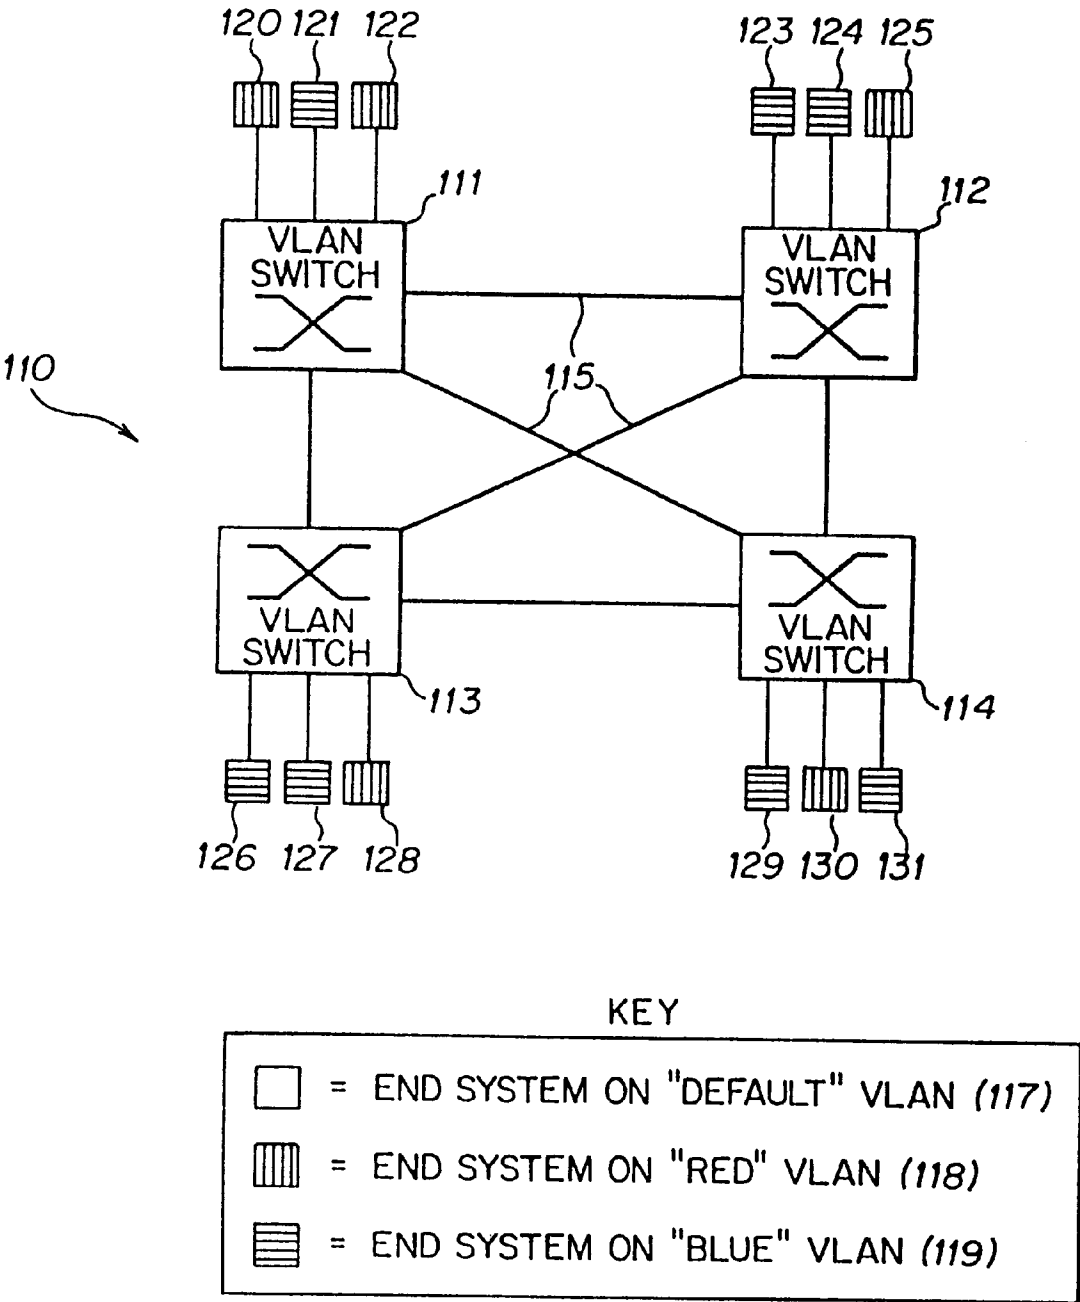 120 121 122
123 124 125
111
112
VLAN
SWITCH
VLAN
SWITCH
110
115
VLAN
SWITCH
VLAN
SWITCH
113
114
126 127 128
129 130 131
KEY
= END SYSTEM ON "DEFAULT" VLAN (117)
= END SYSTEM ON "RED" VLAN (118)
= END SYSTEM ON "BLUE" VLAN (119)